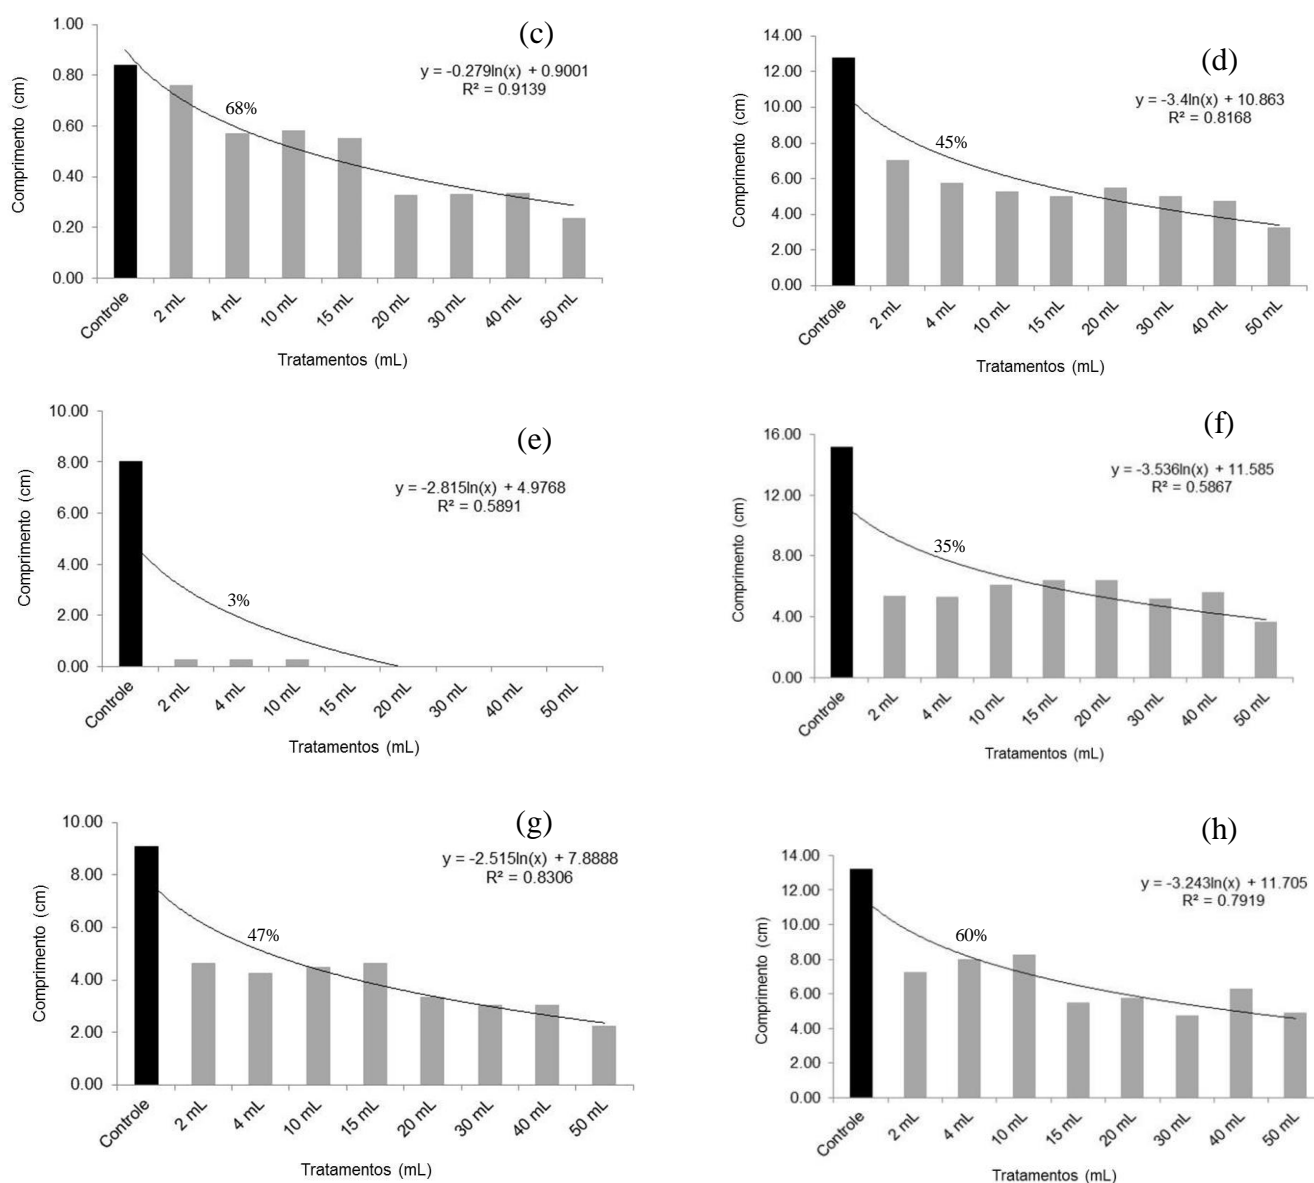 (c)
y = -0.279ln(x) + 0.9001
R² = 0.9139
68%
Comprimento (cm)
1.00
0.80
0.60
0.40
0.20
0.00
Controle
2 mL
4 mL
10 mL
15 mL
20 mL
30 mL
40 mL
50 mL
Tratamentos (mL)
(d)
y = -3.4ln(x) + 10.863
R² = 0.8168
45%
Comprimento (cm)
14.00
12.00
10.00
8.00
6.00
4.00
2.00
0.00
Controle
2 mL
4 mL
10 mL
15 mL
20 mL
30 mL
40 mL
50 mL
Tratamentos (mL)
(e)
y = -2.815ln(x) + 4.9768
R² = 0.5891
3%
Comprimento (cm)
10.00
8.00
6.00
4.00
2.00
0.00
Controle
2 mL
4 mL
10 mL
15 mL
20 mL
30 mL
40 mL
50 mL
Tratamentos (mL)
(f)
y = -3.536ln(x) + 11.585
R² = 0.5867
35%
Comprimento (cm)
16.00
12.00
8.00
4.00
0.00
Controle
2 mL
4 mL
10 mL
15 mL
20 mL
30 mL
40 mL
50 mL
Tratamentos (mL)
(g)
y = -2.515ln(x) + 7.8888
R² = 0.8306
47%
Comprimento (cm)
10.00
8.00
6.00
4.00
2.00
0.00
Controle
2 mL
4 mL
10 mL
15 mL
20 mL
30 mL
40 mL
50 mL
Tratamentos (mL)
(h)
y = -3.243ln(x) + 11.705
R² = 0.7919
60%
Comprimento (cm)
14.00
12.00
10.00
8.00
6.00
4.00
2.00
0.00
Controle
2 mL
4 mL
10 mL
15 mL
20 mL
30 mL
40 mL
50 mL
Tratamentos (mL)